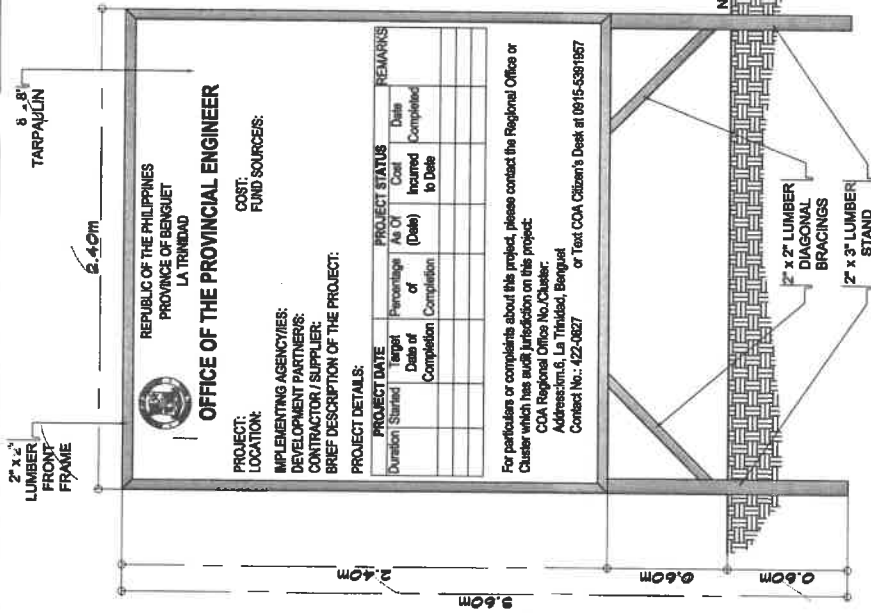 2" x 2"
LUMBER
FRONT
FRAME
8' x 8'
TARPAULIN
2.40m
REPUBLIC OF THE PHILIPPINES
PROVINCE OF BENGUET
LA TRINIDAD
OFFICE OF THE PROVINCIAL ENGINEER
PROJECT: COST:
LOCATION: FUND SOURCE/S:
IMPLEMENTING AGENCY/IES:
DEVELOPMENT PARTNER/S:
CONTRACTOR / SUPPLIER:
BRIEF DESCRIPTION OF THE PROJECT:
PROJECT DETAILS:
PROJECT DATE PROJECT STATUS REMARKS
Duration Started Target Date of Completion Percentage of Completion As Of (Date) Cost Incurred to Date Date Completed
For particulars or complaints about this project, please contact the Regional Office or
Cluster which has audit jurisdiction on this project:
COA Regional Office No./Cluster:
Address:km.6, La Trinidad, Benguet
Contact No.: 422-0627 or Text COA Citizen's Desk at 0915-5391957
2.40m
3.60m
0.60m
0.60m
N
2" x 2" LUMBER
DIAGONAL
BRACINGS
2" x 3" LUMBER
STAND